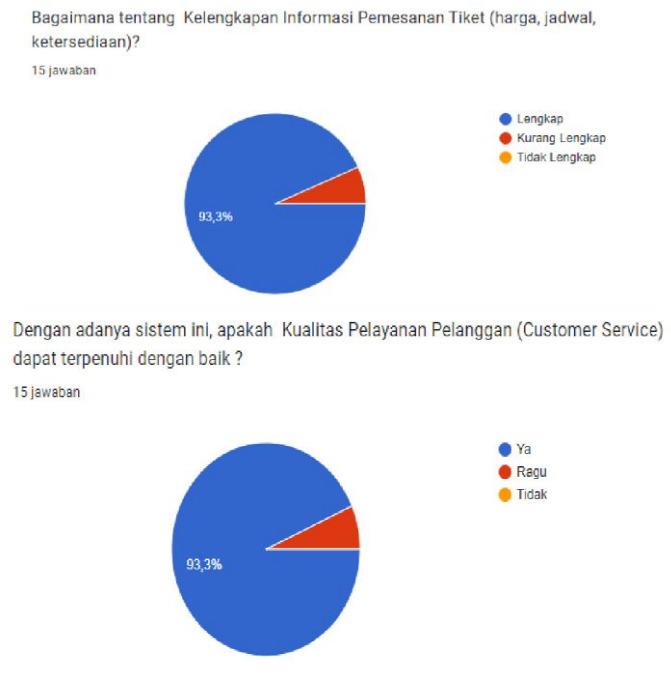 Bagaimana tentang Kelengkapan Informasi Pemesanan Tiket (harga, jadwal,
ketersediaan)?
15 jawaban
Lengkap
Kurang Lengkap
Tidak Lengkap
93,3%
Dengan adanya sistem ini, apakah Kualitas Pelayanan Pelanggan (Customer Service)
dapat terpenuhi dengan baik ?
15 jawaban
Ya
Ragu
Tidak
93,3%